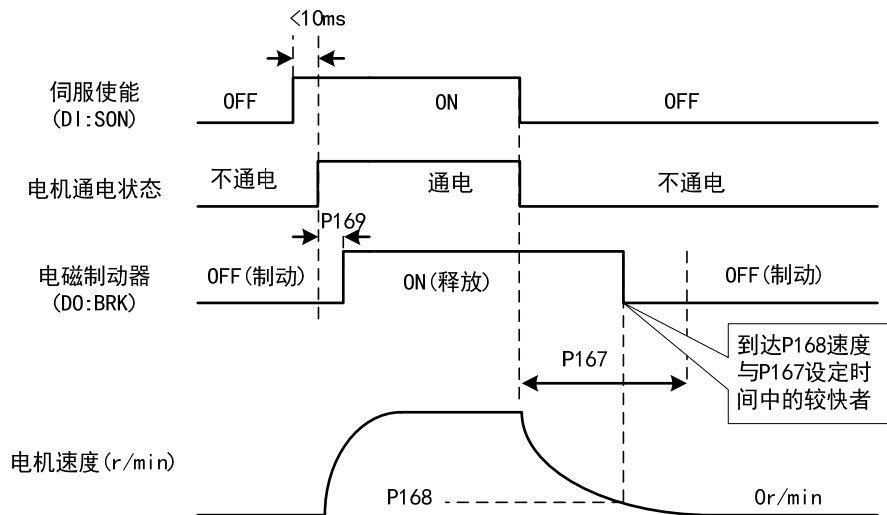 <10ms
伺服使能
(DI:SON)
OFF
ON
OFF
电机通电状态
不通电
通电
不通电
P169
电磁制动器
(DO:BRK)
OFF(制动)
ON(释放)
OFF(制动)
P167
到达P168速度
与P167设定时
间中的较快者
电机速度(r/min)
P168
0r/min